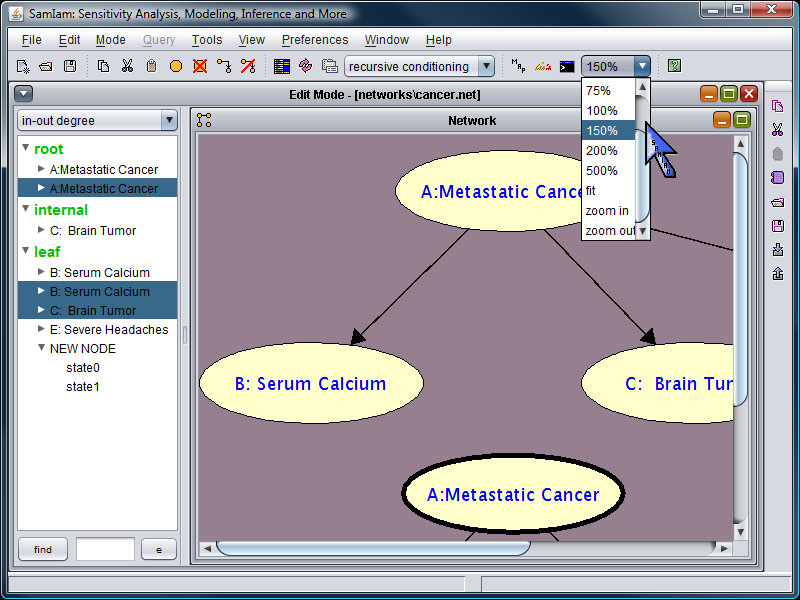 SamIam: Sensitivity Analysis, Modeling, Inference and More
File Edit Mode Query Tools View Preferences Window Help
recursive conditioning
150%
75%
100%
150%
200%
500%
fit
zoom in
zoom out
Edit Mode - [networks\cancer.net]
in-out degree
root
A:Metastatic Cancer
A:Metastatic Cancer
internal
C: Brain Tumor
leaf
B: Serum Calcium
B: Serum Calcium
C: Brain Tumor
E: Severe Headaches
NEW NODE
state0
state1
find
e
Network
A:Metastatic Cance
B: Serum Calcium
C: Brain Tur
A:Metastatic Cancer